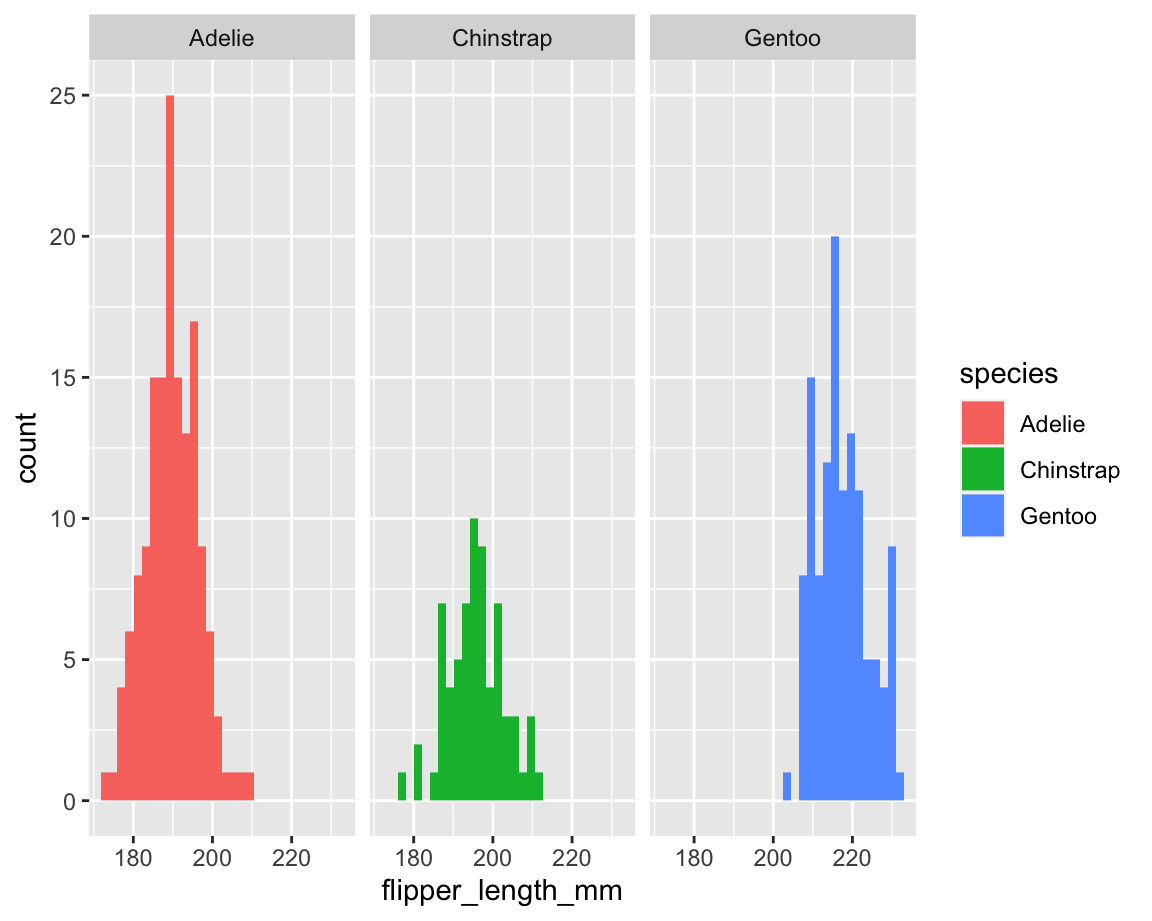 Adelie Chinstrap Gentoo
25
20
15
10
5
0
count
180 200 220 180 200 220 180 200 220
flipper_length_mm
species
Adelie
Chinstrap
Gentoo